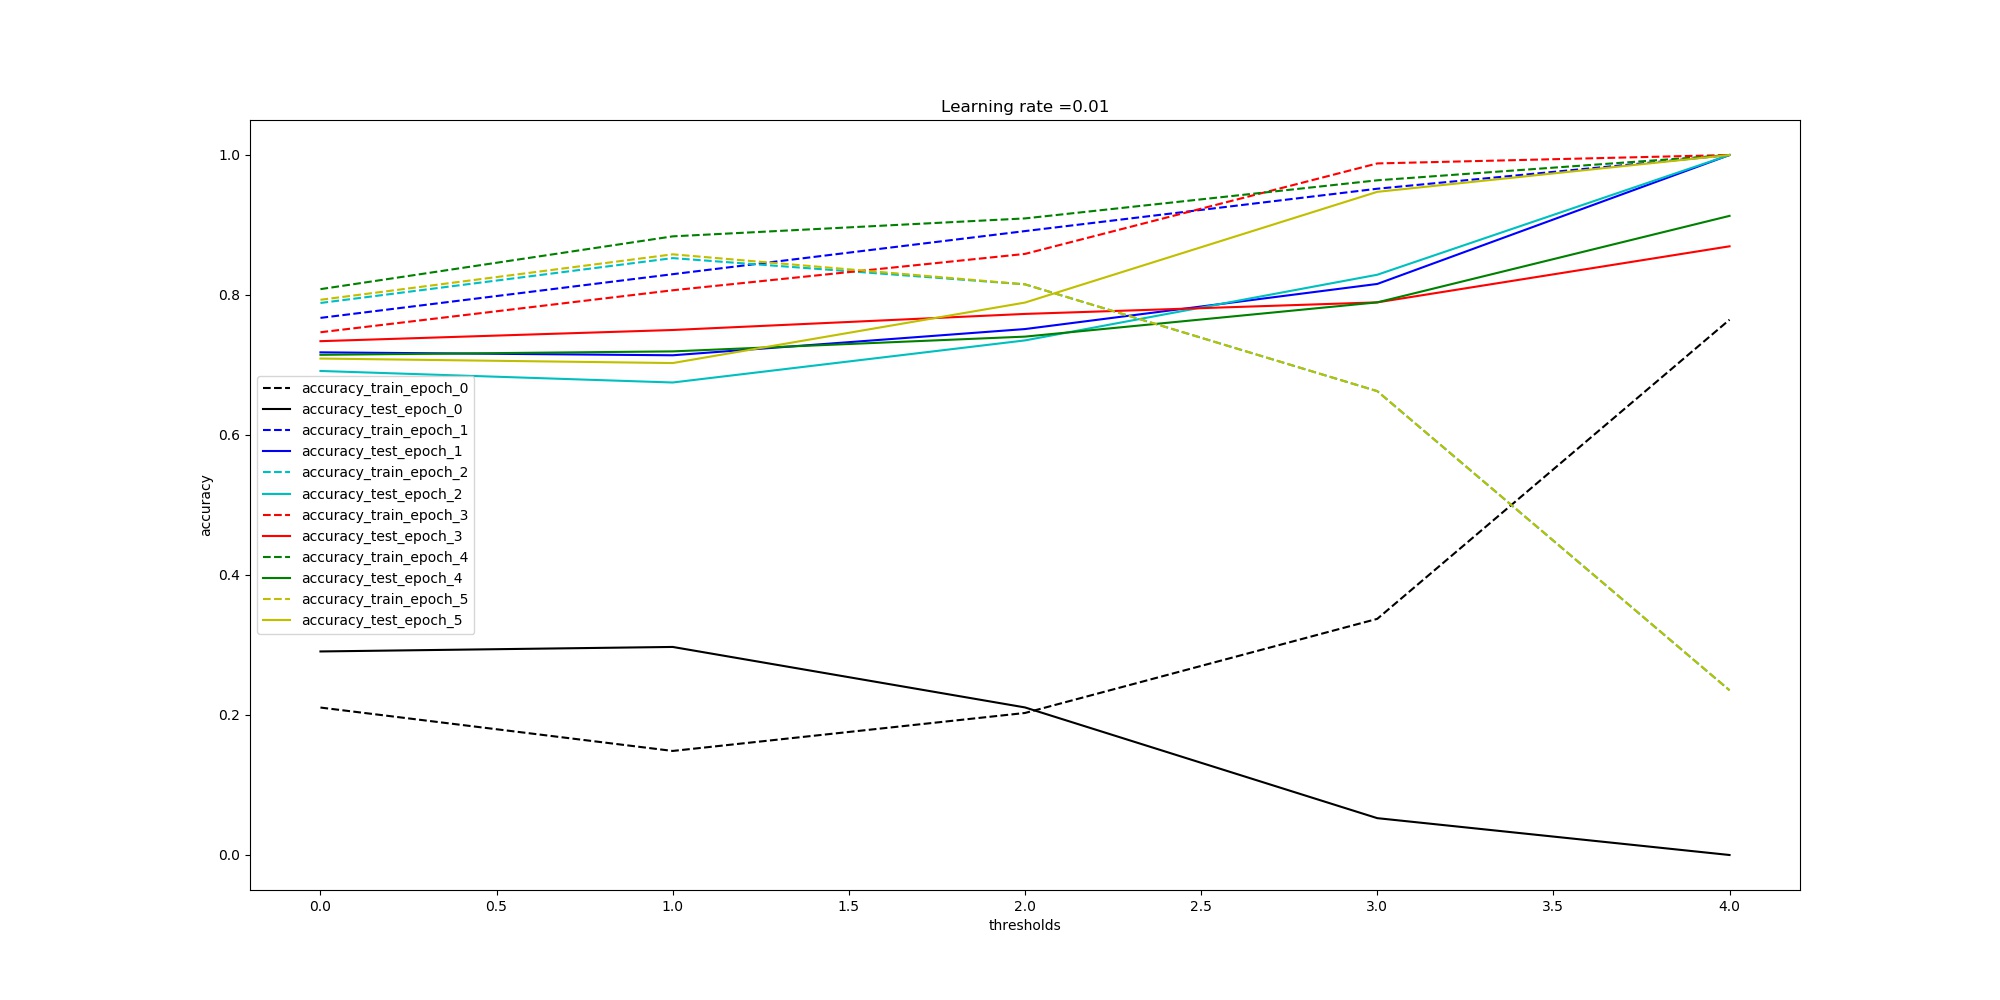 Learning rate =0.01
1.0
0.8
0.6
0.4
0.2
0.0
accuracy
accuracy_train_epoch_0
accuracy_test_epoch_0
accuracy_train_epoch_1
accuracy_test_epoch_1
accuracy_train_epoch_2
accuracy_test_epoch_2
accuracy_train_epoch_3
accuracy_test_epoch_3
accuracy_train_epoch_4
accuracy_test_epoch_4
accuracy_train_epoch_5
accuracy_test_epoch_5
0.0 0.5 1.0 1.5 2.0 2.5 3.0 3.5 4.0
thresholds